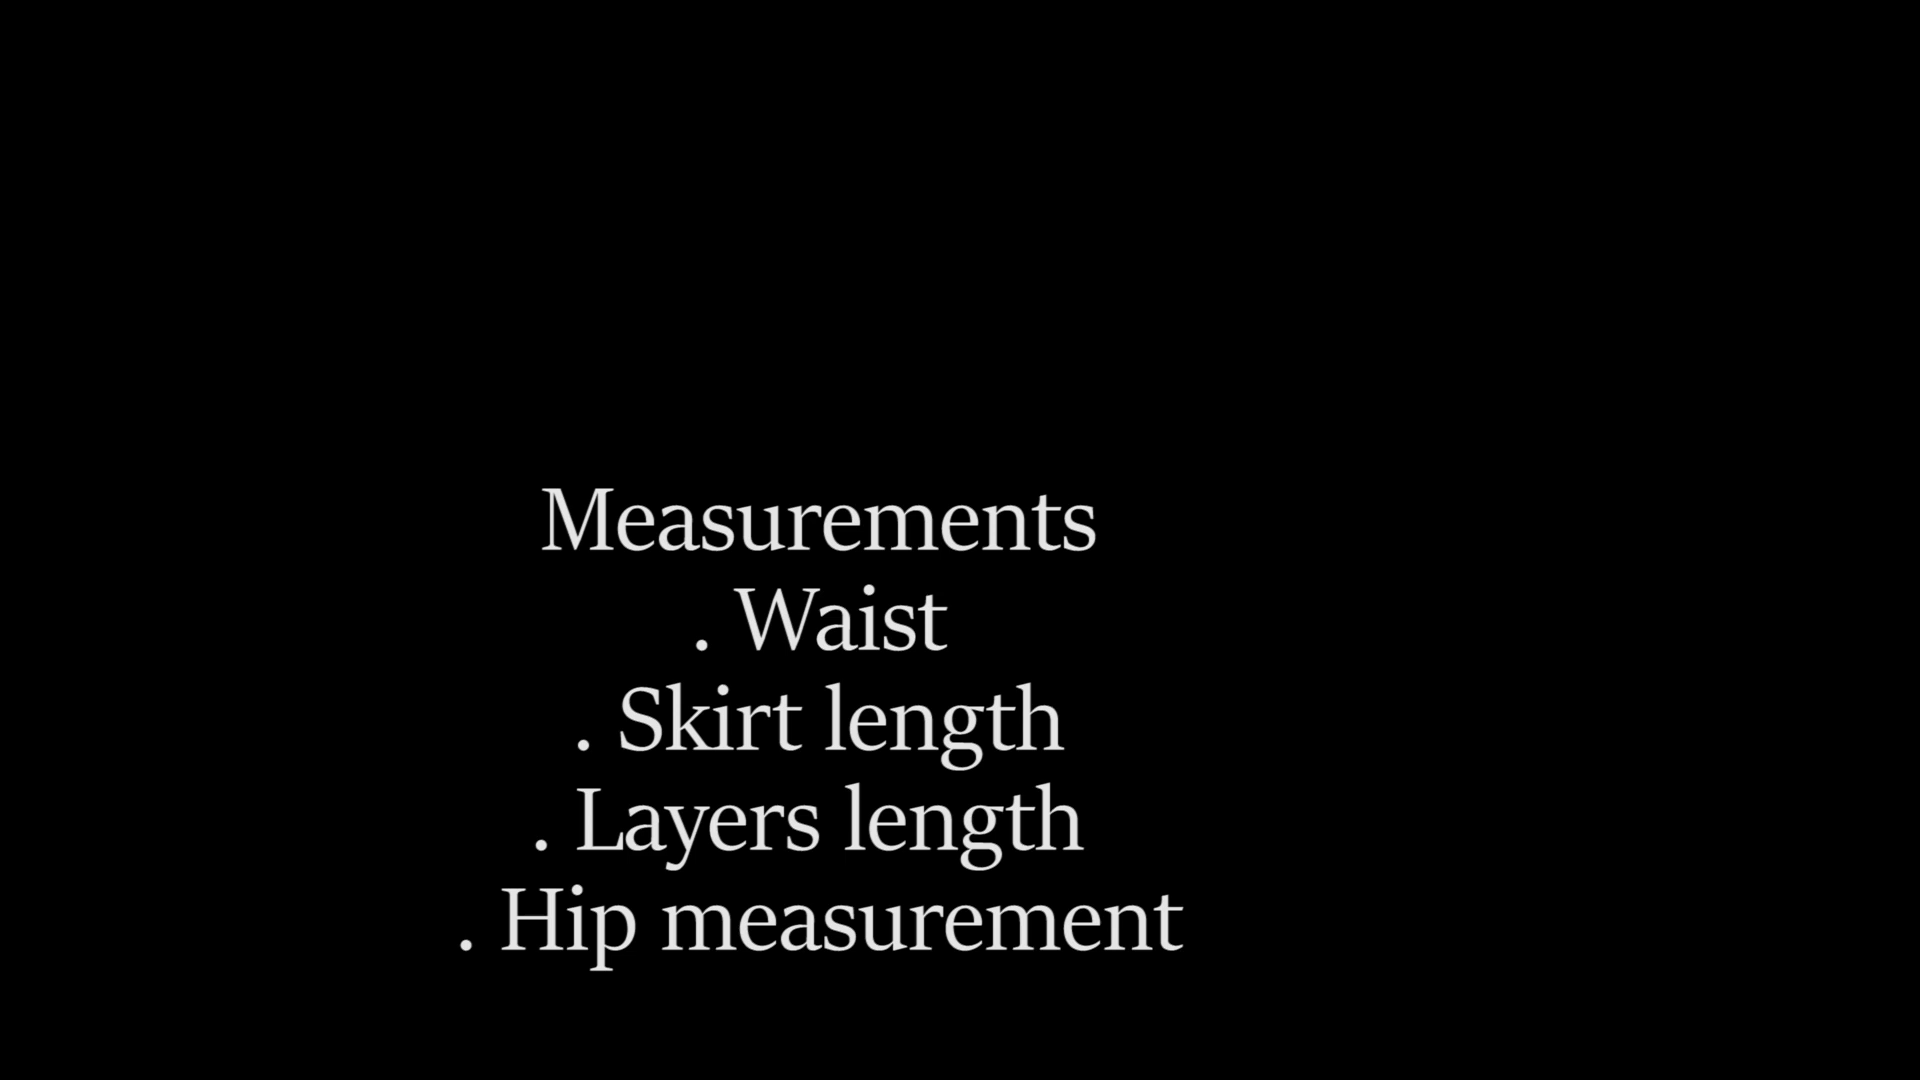 Measurements
. Waist
. Skirt length
. Layers length
. Hip measurement